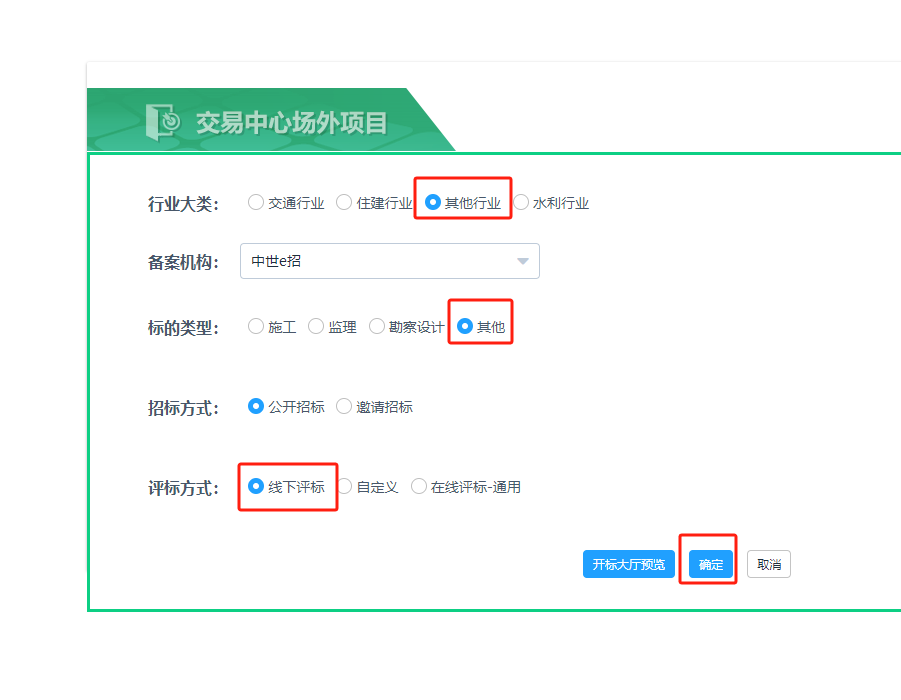 交易中心场外项目
行业大类： 交通行业 住建行业 其他行业 水利行业
备案机构： 中世e招
标的类型： 施工 监理 勘察设计 其他
招标方式： 公开招标 邀请招标
评标方式： 线下评标 自定义 在线评标-通用
开标大厅预览 确定 取消